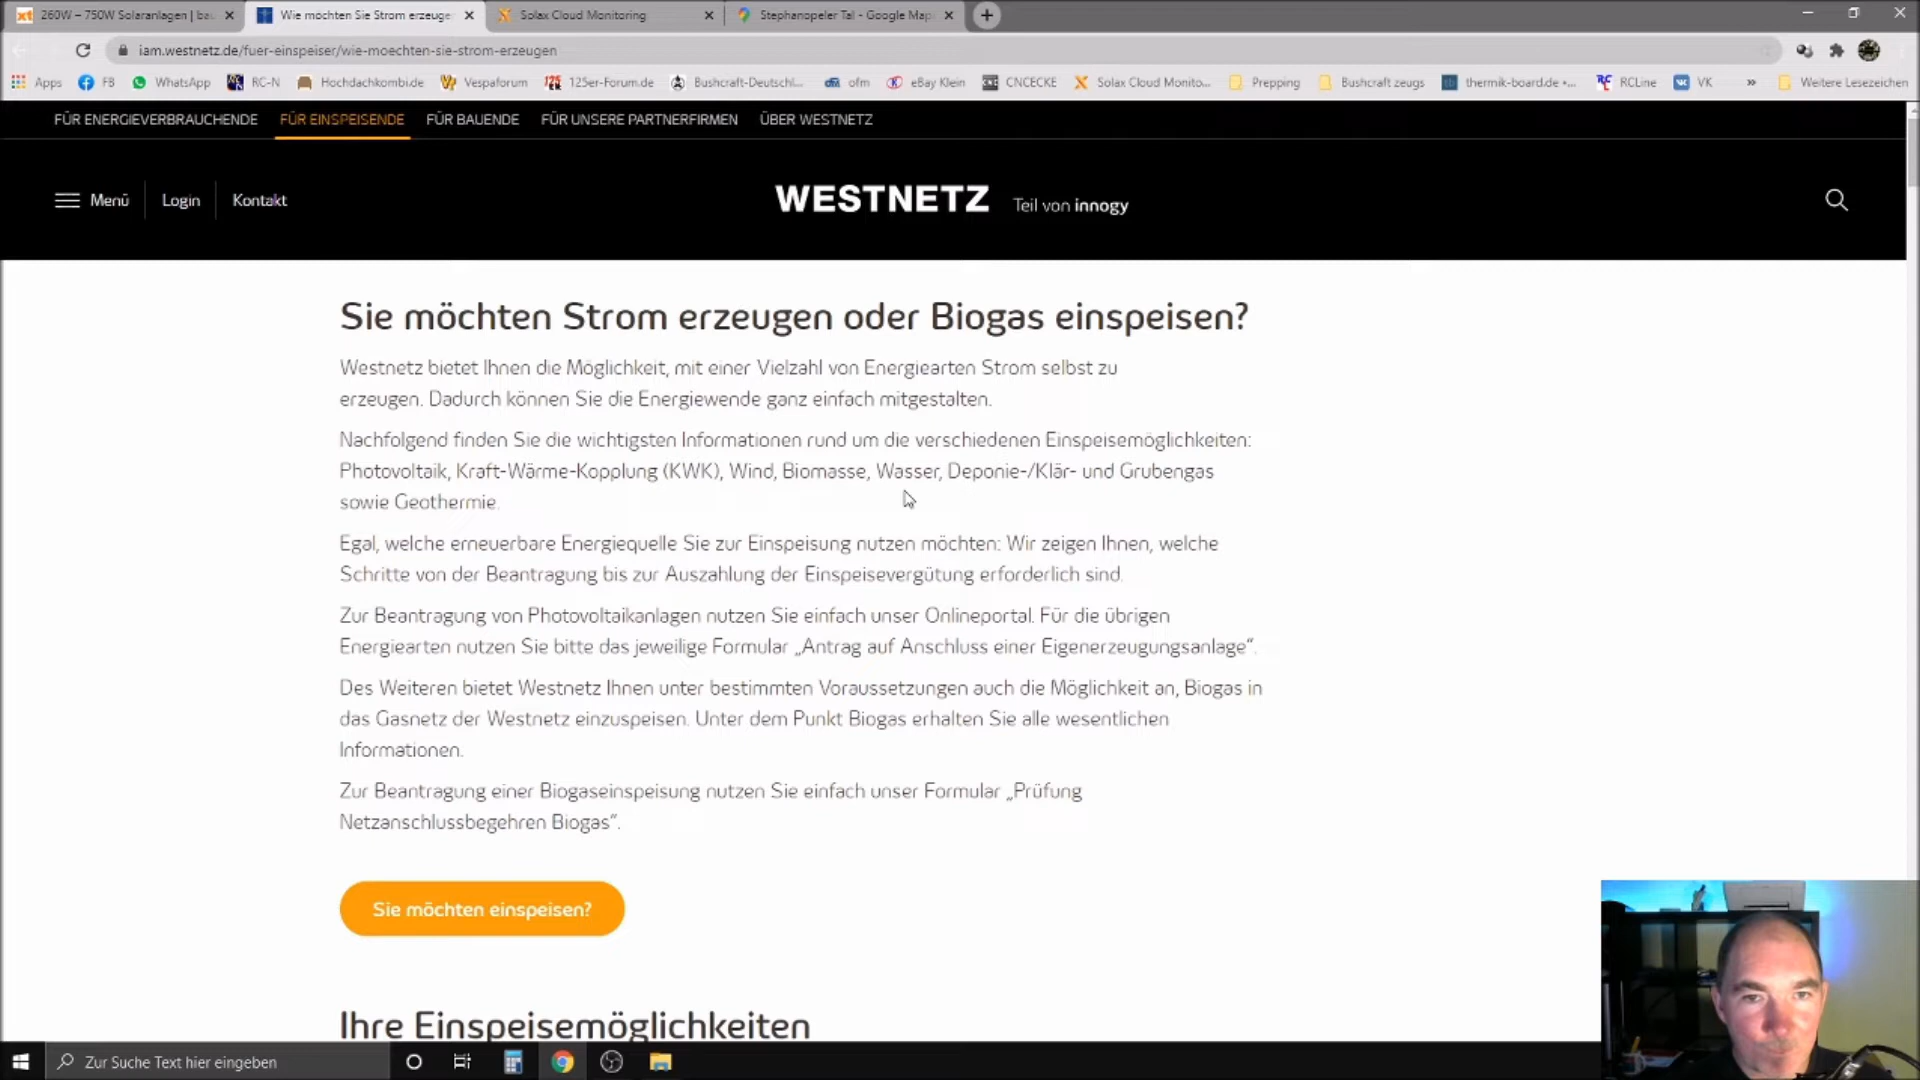 260W – 750W Solaranlagen | bau
Wie möchten Sie Strom erzeuge
Solax Cloud Monitoring
Stephanopeler Tal - Google Map
iam.westnetz.de/fuer-einspeiser/wie-moechten-sie-strom-erzeugen
Apps FB WhatsApp RC-N Hochdachkombi.de Vespaforum 125er-Forum.de Bushcraft-Deutschl... ofm eBay Klein CNCECKE Solax Cloud Monito... Prepping Bushcraft zeugs thermik-board.de •... RCLine VK » Weitere Lesezeichen
FÜR ENERGIEVERBRAUCHENDE FÜR EINSPEISENDE FÜR BAUENDE FÜR UNSERE PARTNERFIRMEN ÜBER WESTNETZ
Menü Login Kontakt WESTNETZ Teil von innogy
Sie möchten Strom erzeugen oder Biogas einspeisen?
Westnetz bietet Ihnen die Möglichkeit, mit einer Vielzahl von Energiearten Strom selbst zu
erzeugen. Dadurch können Sie die Energiewende ganz einfach mitgestalten.
Nachfolgend finden Sie die wichtigsten Informationen rund um die verschiedenen Einspeisemöglichkeiten:
Photovoltaik, Kraft-Wärme-Kopplung (KWK), Wind, Biomasse, Wasser, Deponie-/Klär- und Grubengas
sowie Geothermie.
Egal, welche erneuerbare Energiequelle Sie zur Einspeisung nutzen möchten: Wir zeigen Ihnen, welche
Schritte von der Beantragung bis zur Auszahlung der Einspeisevergütung erforderlich sind.
Zur Beantragung von Photovoltaikanlagen nutzen Sie einfach unser Onlineportal. Für die übrigen
Energiearten nutzen Sie bitte das jeweilige Formular „Antrag auf Anschluss einer Eigenerzeugungsanlage“.
Des Weiteren bietet Westnetz Ihnen unter bestimmten Voraussetzungen auch die Möglichkeit an, Biogas in
das Gasnetz der Westnetz einzuspeisen. Unter dem Punkt Biogas erhalten Sie alle wesentlichen
Informationen.
Zur Beantragung einer Biogaseinspeisung nutzen Sie einfach unser Formular „Prüfung
Netzanschlussbegehren Biogas“.
Sie möchten einspeisen?
Ihre Einspeisemöglichkeiten
Zur Suche Text hier eingeben